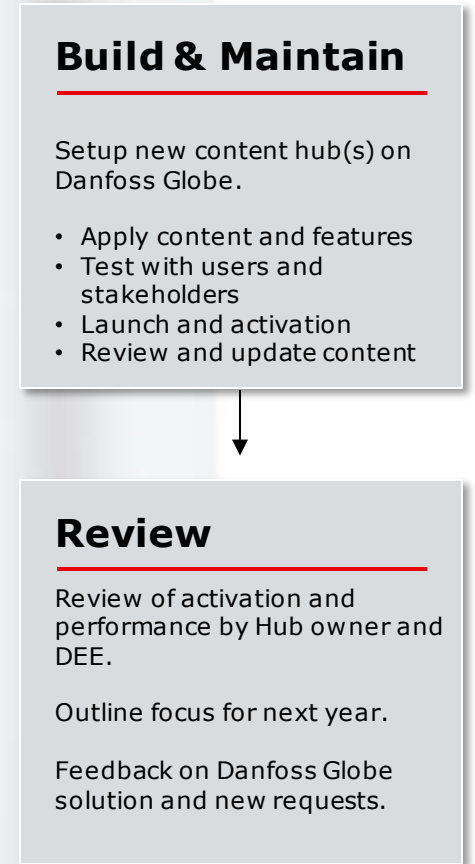 Build & Maintain
Setup new content hub(s) on
Danfoss Globe.
• Apply content and features
• Test with users and
stakeholders
• Launch and activation
• Review and update content
Review
Review of activation and
performance by Hub owner and
DEE.
Outline focus for next year.
Feedback on Danfoss Globe
solution and new requests.